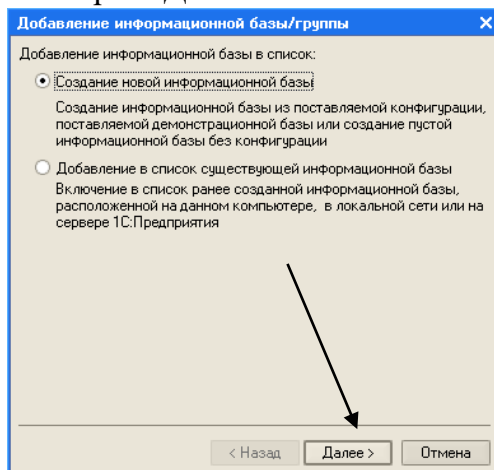 Добавление информационной базы/группы
Добавление информационной базы в список:
Создание новой информационной базы
Создание информационной базы из поставляемой конфигурации,
поставляемой демонстрационной базы или создание пустой
информационной базы без конфигурации
Добавление в список существующей информационной базы
Включение в список ранее созданной информационной базы,
расположенной на данном компьютере, в локальной сети или на
сервере 1С:Предприятия
< Назад Далее > Отмена